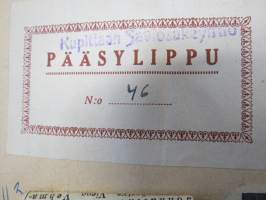 Kupittaan Saviosakeyhtiö
PÄÄSYLIPPU
N:o 46